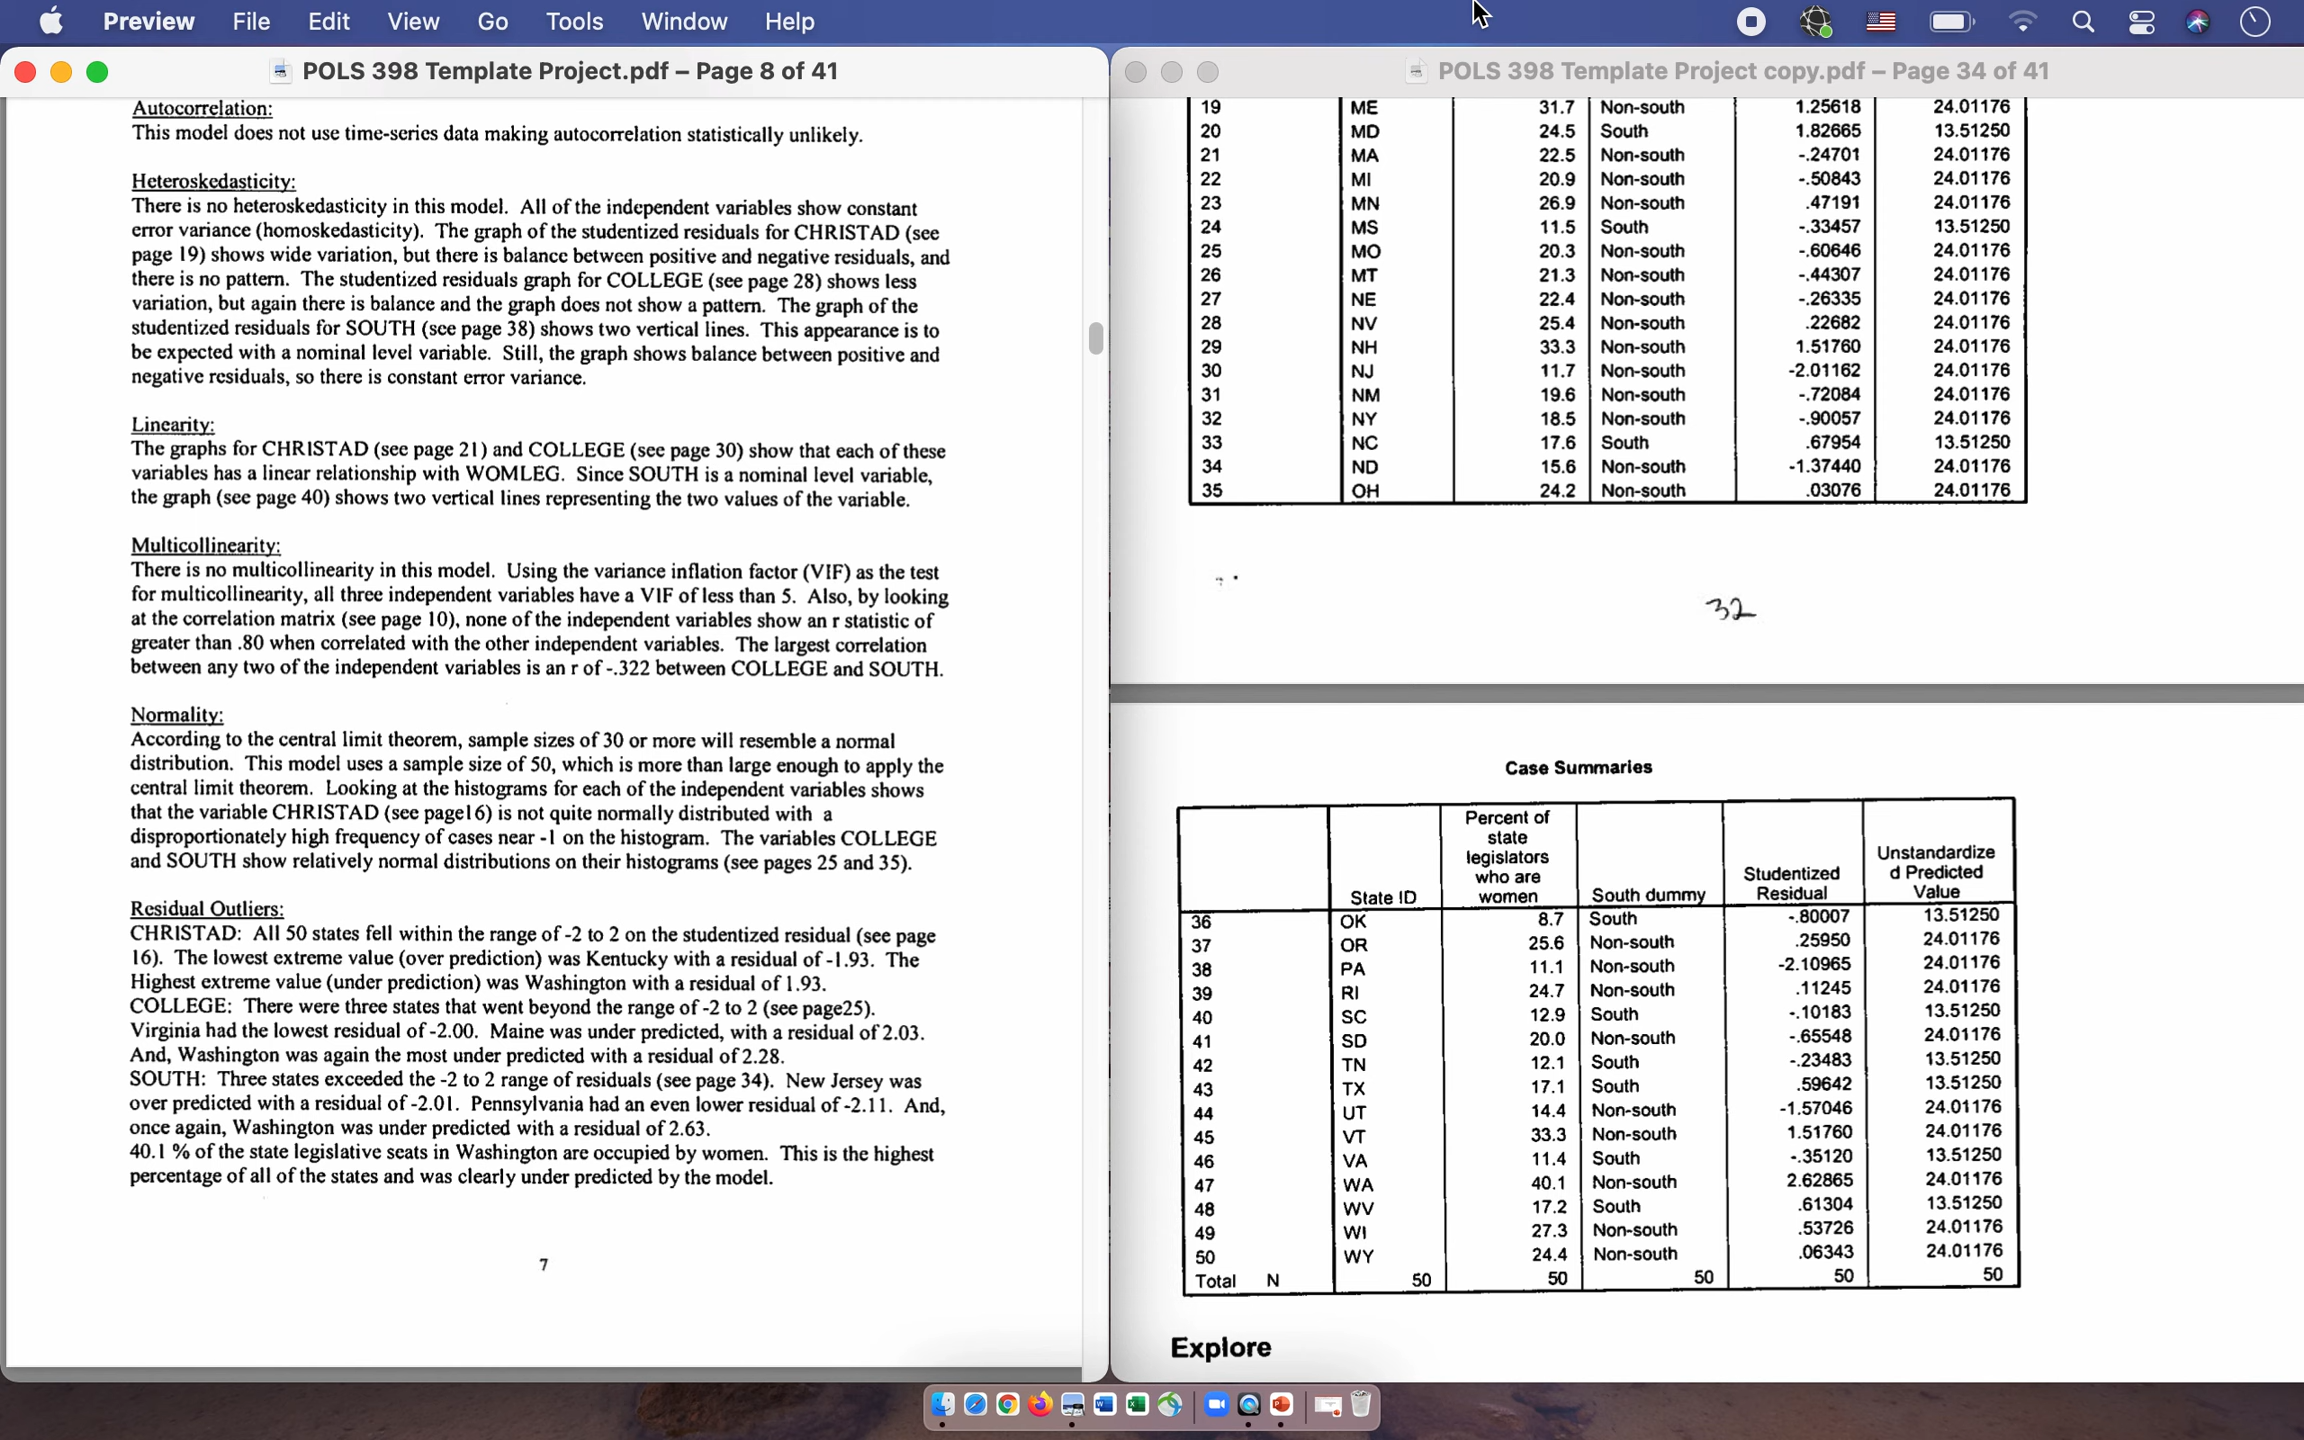 Preview File Edit View Go Tools Window Help
POLS 398 Template Project.pdf – Page 8 of 41
Autocorrelation:
This model does not use time-series data making autocorrelation statistically unlikely.
Heteroskedasticity:
There is no heteroskedasticity in this model. All of the independent variables show constant
error variance (homoskedasticity). The graph of the studentized residuals for CHRISTAD (see
page 19) shows wide variation, but there is balance between positive and negative residuals, and
there is no pattern. The studentized residuals graph for COLLEGE (see page 28) shows less
variation, but again there is balance and the graph does not show a pattern. The graph of the
studentized residuals for SOUTH (see page 38) shows two vertical lines. This appearance is to
be expected with a nominal level variable. Still, the graph shows balance between positive and
negative residuals, so there is constant error variance.
Linearity:
The graphs for CHRISTAD (see page 21) and COLLEGE (see page 30) show that each of these
variables has a linear relationship with WOMLEG. Since SOUTH is a nominal level variable,
the graph (see page 40) shows two vertical lines representing the two values of the variable.
Multicollinearity:
There is no multicollinearity in this model. Using the variance inflation factor (VIF) as the test
for multicollinearity, all three independent variables have a VIF of less than 5. Also, by looking
at the correlation matrix (see page 10), none of the independent variables show an r statistic of
greater than .80 when correlated with the other independent variables. The largest correlation
between any two of the independent variables is an r of -.322 between COLLEGE and SOUTH.
Normality:
According to the central limit theorem, sample sizes of 30 or more will resemble a normal
distribution. This model uses a sample size of 50, which is more than large enough to apply the
central limit theorem. Looking at the histograms for each of the independent variables shows
that the variable CHRISTAD (see page16) is not quite normally distributed with a
disproportionately high frequency of cases near -1 on the histogram. The variables COLLEGE
and SOUTH show relatively normal distributions on their histograms (see pages 25 and 35).
Residual Outliers:
CHRISTAD: All 50 states fell within the range of -2 to 2 on the studentized residual (see page
16). The lowest extreme value (over prediction) was Kentucky with a residual of -1.93. The
Highest extreme value (under prediction) was Washington with a residual of 1.93.
COLLEGE: There were three states that went beyond the range of -2 to 2 (see page25).
Virginia had the lowest residual of -2.00. Maine was under predicted, with a residual of 2.03.
And, Washington was again the most under predicted with a residual of 2.28.
SOUTH: Three states exceeded the -2 to 2 range of residuals (see page 34). New Jersey was
over predicted with a residual of -2.01. Pennsylvania had an even lower residual of -2.11. And,
once again, Washington was under predicted with a residual of 2.63.
40.1 % of the state legislative seats in Washington are occupied by women. This is the highest
percentage of all of the states and was clearly under predicted by the model.
7
POLS 398 Template Project copy.pdf – Page 34 of 41
19 ME 31.7 Non-south 1.25618 24.01176
20 MD 24.5 South 1.82665 13.51250
21 MA 22.5 Non-south -.24701 24.01176
22 MI 20.9 Non-south -.50843 24.01176
23 MN 26.9 Non-south .47191 24.01176
24 MS 11.5 South -.33457 13.51250
25 MO 20.3 Non-south -.60646 24.01176
26 MT 21.3 Non-south -.44307 24.01176
27 NE 22.4 Non-south -.26335 24.01176
28 NV 25.4 Non-south .22682 24.01176
29 NH 33.3 Non-south 1.51760 24.01176
30 NJ 11.7 Non-south -2.01162 24.01176
31 NM 19.6 Non-south -.72084 24.01176
32 NY 18.5 Non-south -.90057 24.01176
33 NC 17.6 South .67954 13.51250
34 ND 15.6 Non-south -1.37440 24.01176
35 OH 24.2 Non-south .03076 24.01176
32
Case Summaries
State ID
Percent of
state
legislators
who are
women
South dummy
Studentized
Residual
Unstandardize
d Predicted
Value
36 OK 8.7 South -.80007 13.51250
37 OR 25.6 Non-south .25950 24.01176
38 PA 11.1 Non-south -2.10965 24.01176
39 RI 24.7 Non-south .11245 24.01176
40 SC 12.9 South -.10183 13.51250
41 SD 20.0 Non-south -.65548 24.01176
42 TN 12.1 South -.23483 13.51250
43 TX 17.1 South .59642 13.51250
44 UT 14.4 Non-south -1.57046 24.01176
45 VT 33.3 Non-south 1.51760 24.01176
46 VA 11.4 South -.35120 13.51250
47 WA 40.1 Non-south 2.62865 24.01176
48 WV 17.2 South .61304 13.51250
49 WI 27.3 Non-south .53726 24.01176
50 WY 24.4 Non-south .06343 24.01176
Total N 50 50 50 50 50
Explore